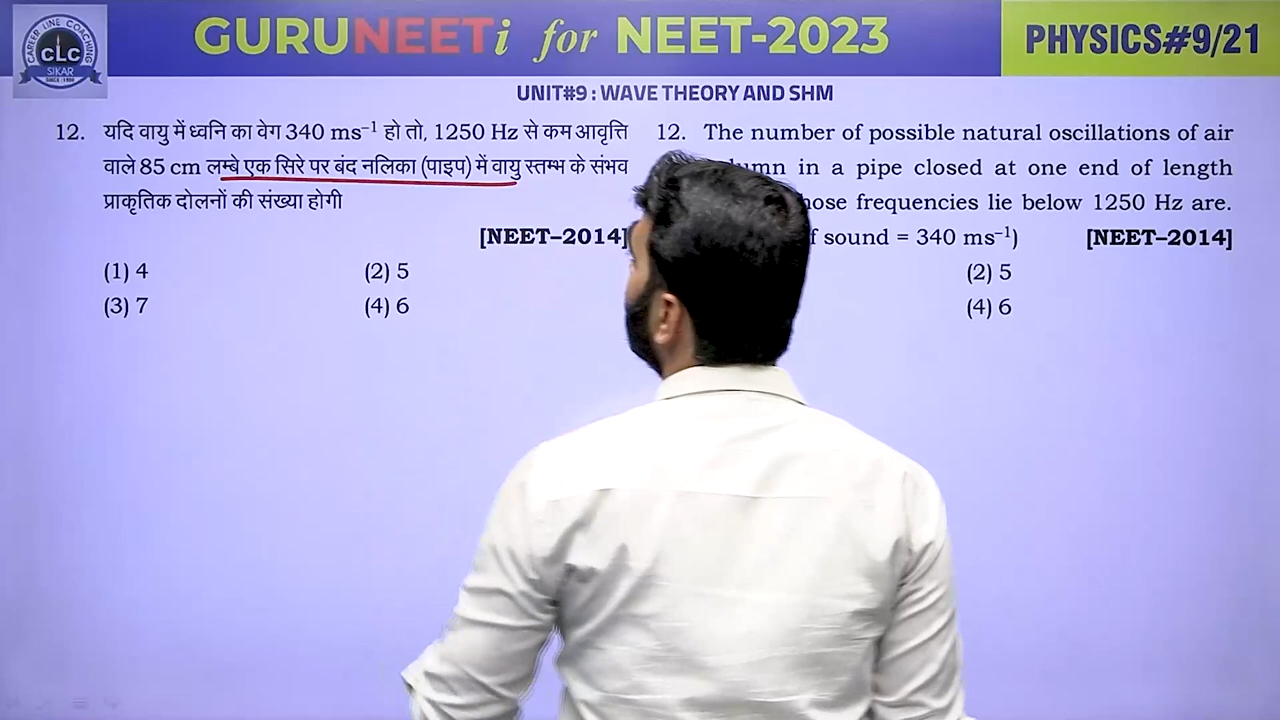 GURUNEETi for NEET-2023
PHYSICS#9/21
CAREER LINE COACHING
CLC
SIKAR
UNIT#9 : WAVE THEORY AND SHM
12. यदि वायु में ध्वनि का वेग 340 ms⁻¹ हो तो, 1250 Hz से कम आवृत्ति
वाले 85 cm लम्बे एक सिरे पर बंद नलिका (पाइप) में वायु स्तम्भ के संभव
प्राकृतिक दोलनों की संख्या होगी
[NEET–2014]
(1) 4 (2) 5
(3) 7 (4) 6
12. The number of possible natural oscillations of air
in a pipe closed at one end of length
frequencies lie below 1250 Hz are.
sound = 340 ms⁻¹) [NEET–2014]
(2) 5
(4) 6